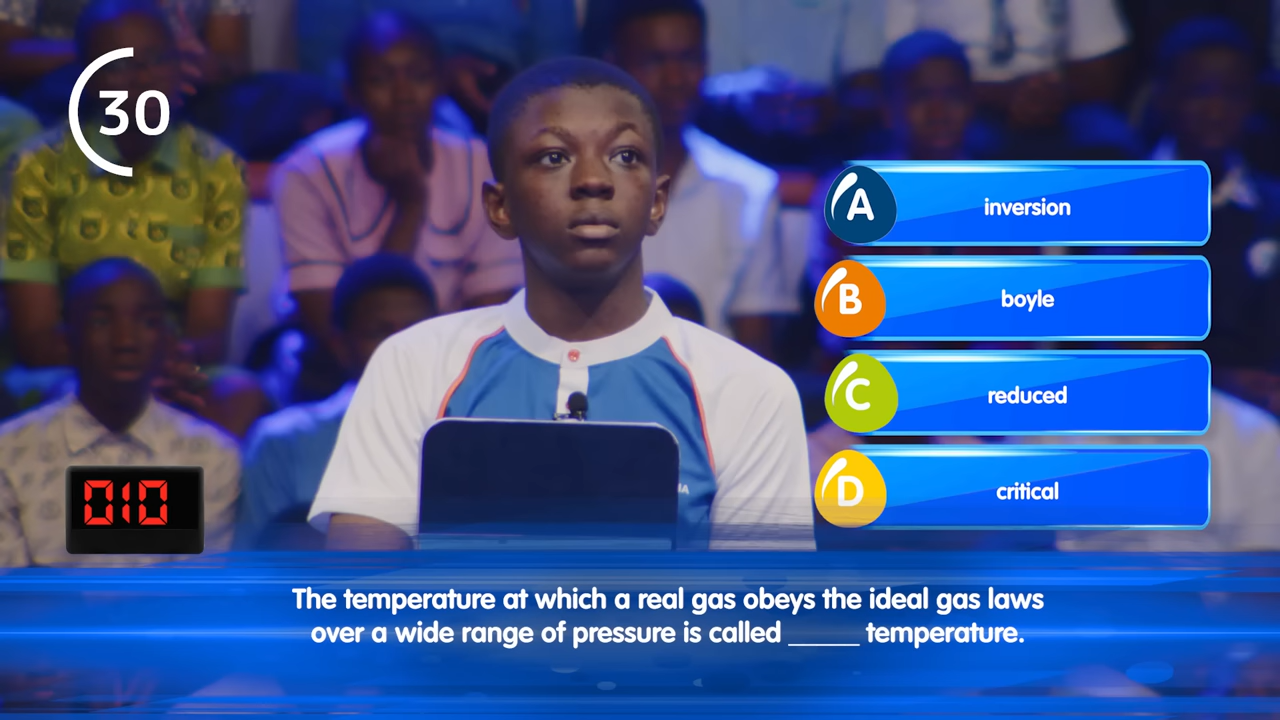 30
A inversion
B boyle
C reduced
D critical
010
The temperature at which a real gas obeys the ideal gas laws
over a wide range of pressure is called _____ temperature.